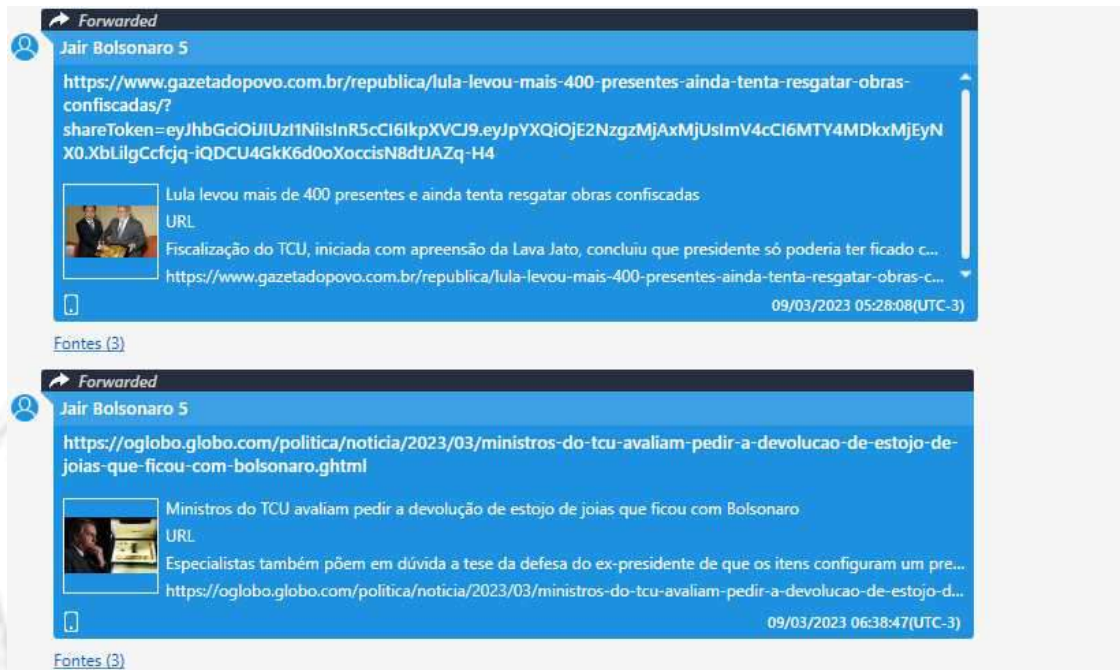 Forwarded
Jair Bolsonaro 5
https://www.gazetadopovo.com.br/republica/lula-levou-mais-400-presentes-ainda-tenta-resgatar-obras-
confiscadas/?
shareToken=eyJhbGciOiJIUzI1NiIsInR5cCI6IkpXVCJ9.eyJpYXQiOjE2NzgzMjAxMjUsImV4cCI6MTY4MDkxMjEyN
X0.XbLilgCcfcjq-iQDCU4GkK6d0oXoccisN8dtJAZq-H4
Lula levou mais de 400 presentes e ainda tenta resgatar obras confiscadas
URL
Fiscalização do TCU, iniciada com apreensão da Lava Jato, concluiu que presidente só poderia ter ficado c...
https://www.gazetadopovo.com.br/republica/lula-levou-mais-400-presentes-ainda-tenta-resgatar-obras-c...
09/03/2023 05:28:08(UTC-3)
Fontes (3)
Forwarded
Jair Bolsonaro 5
https://oglobo.globo.com/politica/noticia/2023/03/ministros-do-tcu-avaliam-pedir-a-devolucao-de-estojo-de-
joias-que-ficou-com-bolsonaro.ghtml
Ministros do TCU avaliam pedir a devolução de estojo de joias que ficou com Bolsonaro
URL
Especialistas também põem em dúvida a tese da defesa do ex-presidente de que os itens configuram um pre...
https://oglobo.globo.com/politica/noticia/2023/03/ministros-do-tcu-avaliam-pedir-a-devolucao-de-estojo-d...
09/03/2023 06:38:47(UTC-3)
Fontes (3)